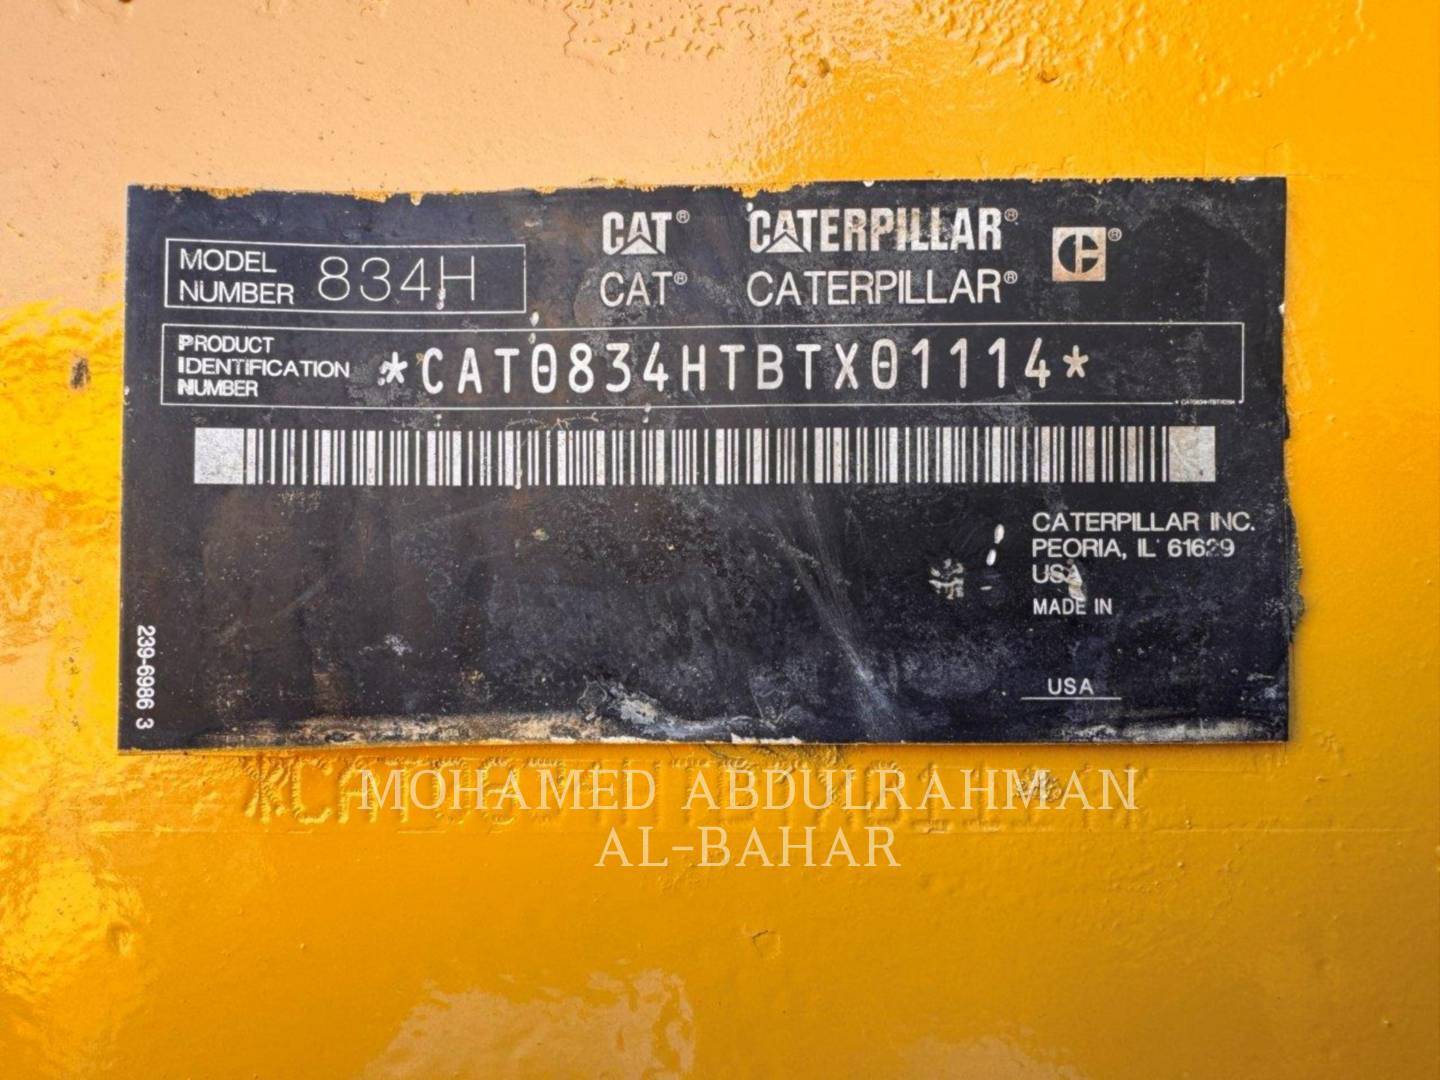 CAT® CATERPILLAR®
MODEL NUMBER 834H
CAT® CATERPILLAR®
PRODUCT IDENTIFICATION NUMBER *CAT0834HTBTX01114*
CATERPILLAR INC.
PEORIA, IL 61629
USA
MADE IN
USA
239-6986 3
MOHAMED ABDULRAHMAN
AL-BAHAR